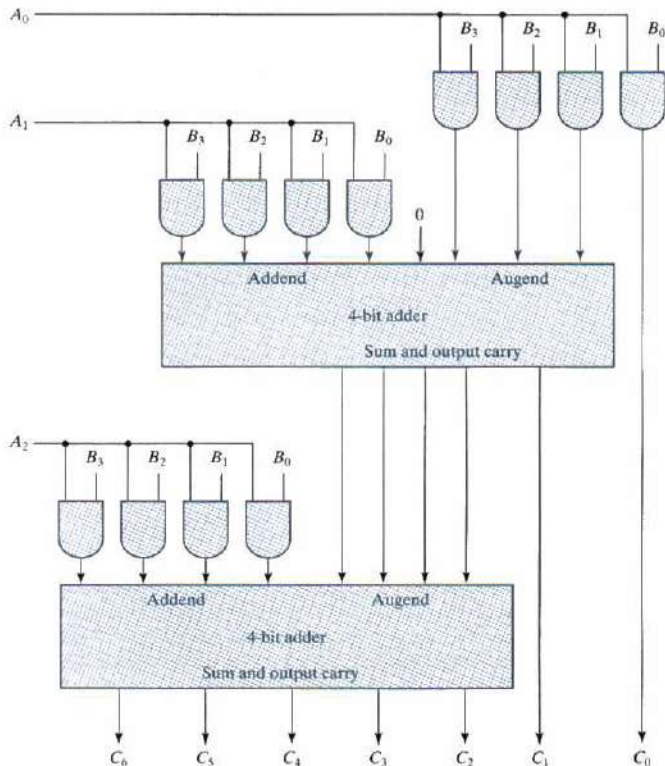 A₀
B₃ B₂ B₁ B₀
A₁
B₃ B₂ B₁ B₀
0
Addend Augend
4-bit adder
Sum and output carry
A₂
B₃ B₂ B₁ B₀
Addend Augend
4-bit adder
Sum and output carry
C₆ C₅ C₄ C₃ C₂ C₁ C₀